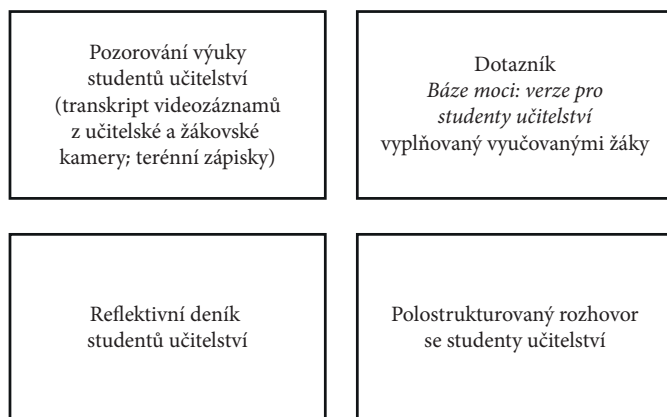 Pozorování výuky
studentů učitelství
(transkript videozáznamů
z učitelské a žákovské
kamery; terénní zápisky)
Dotazník
Báze moci: verze pro
studenty učitelství
vyplňovaný vyučovanými žáky
Reflektivní deník
studentů učitelství
Polostrukturovaný rozhovor
se studenty učitelství